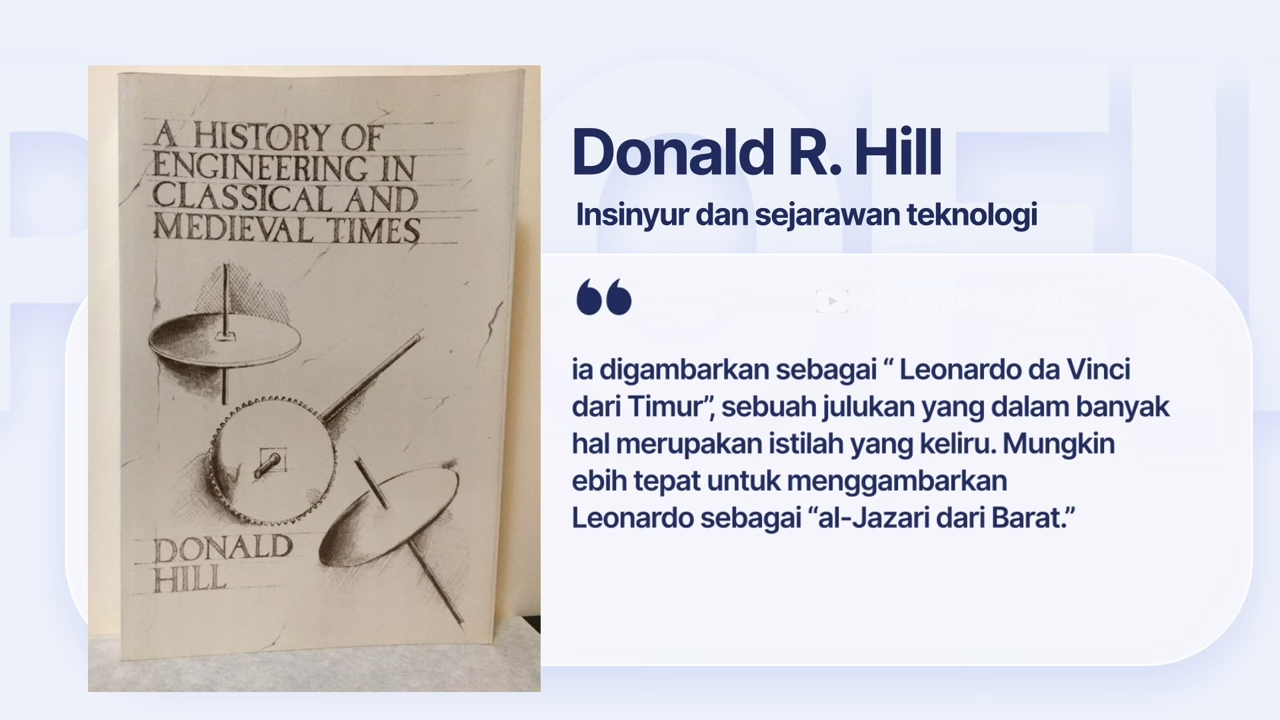 A HISTORY OF
ENGINEERING IN
CLASSICAL AND
MEDIEVAL TIMES
DONALD
HILL
Donald R. Hill
Insinyur dan sejarawan teknologi
ia digambarkan sebagai “ Leonardo da Vinci
dari Timur”, sebuah julukan yang dalam banyak
hal merupakan istilah yang keliru. Mungkin
ebih tepat untuk menggambarkan
Leonardo sebagai “al-Jazari dari Barat.”